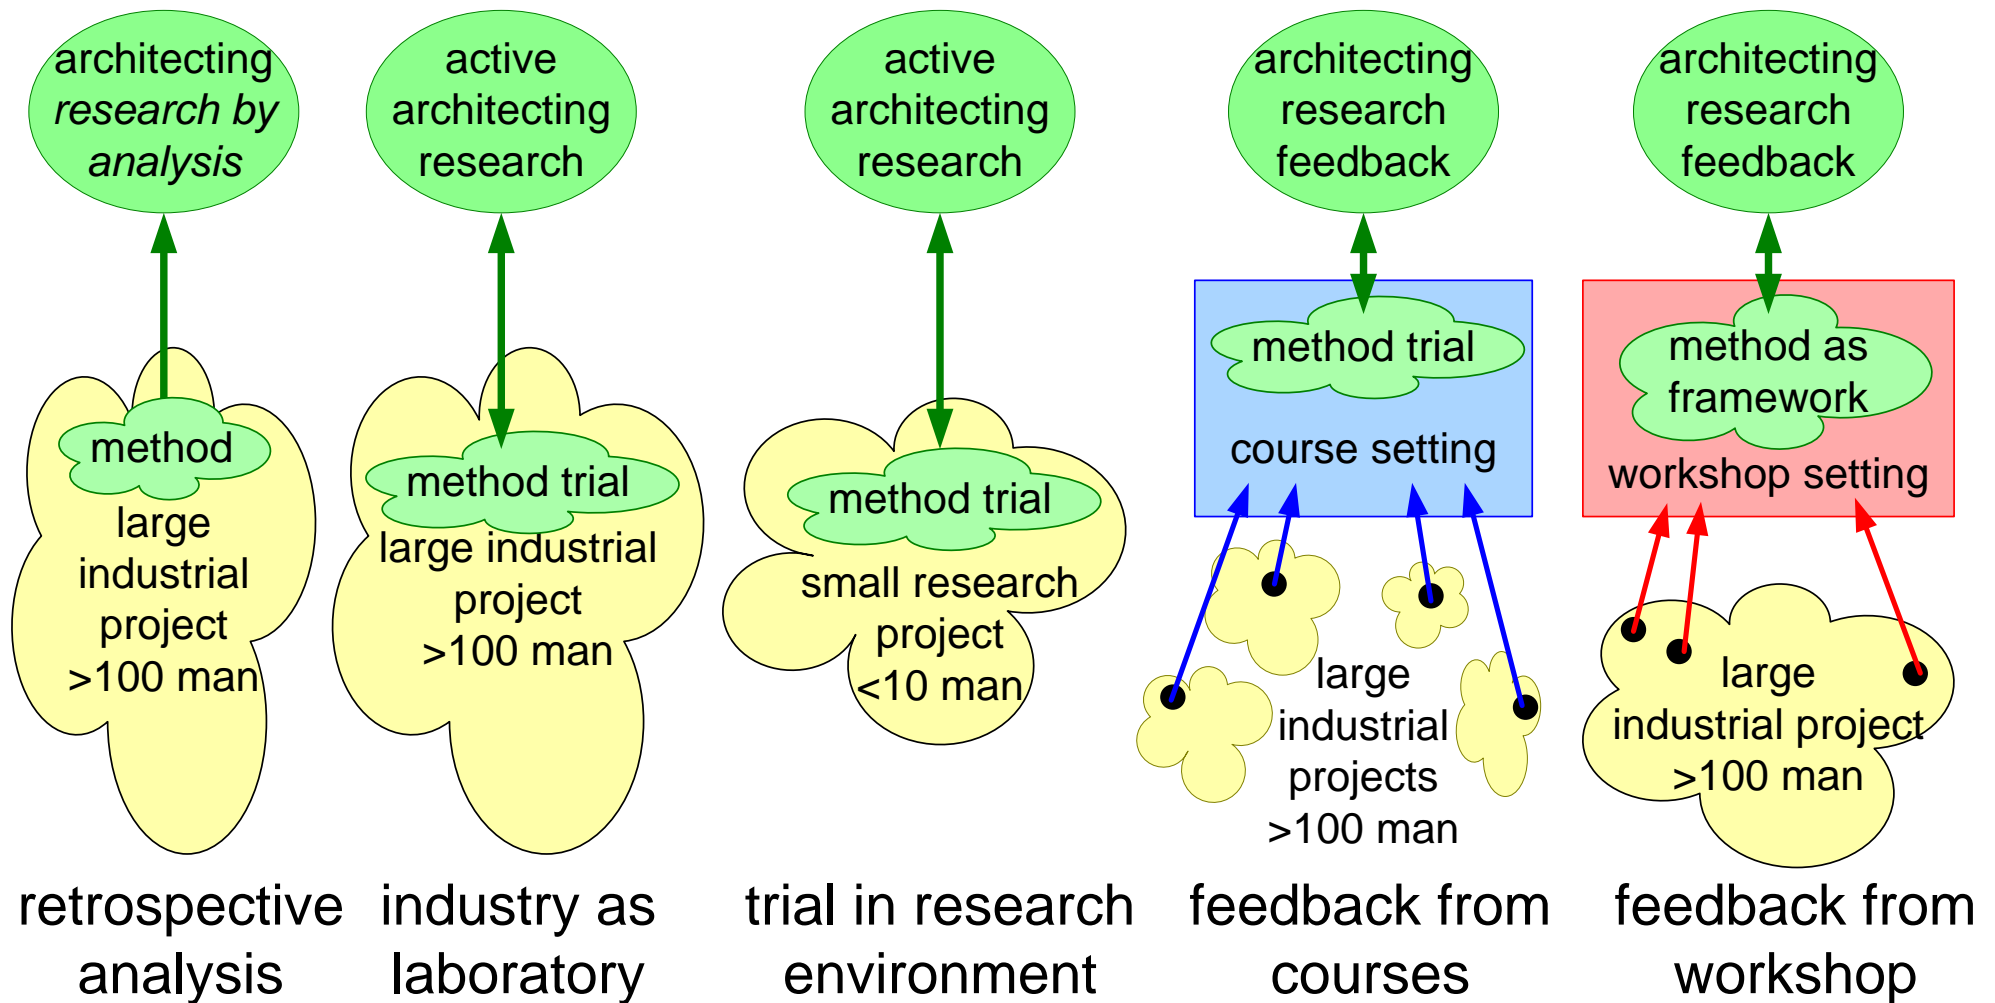 architecting
research by
analysis
method
large
industrial
project
>100 man
retrospective
analysis
active
architecting
research
method trial
large industrial
project
>100 man
industry as
laboratory
active
architecting
research
method trial
small research
project
<10 man
trial in research
environment
architecting
research
feedback
method trial
course setting
large
industrial
projects
>100 man
feedback from
courses
architecting
research
feedback
method as
framework
workshop setting
large
industrial project
>100 man
feedback from
workshop